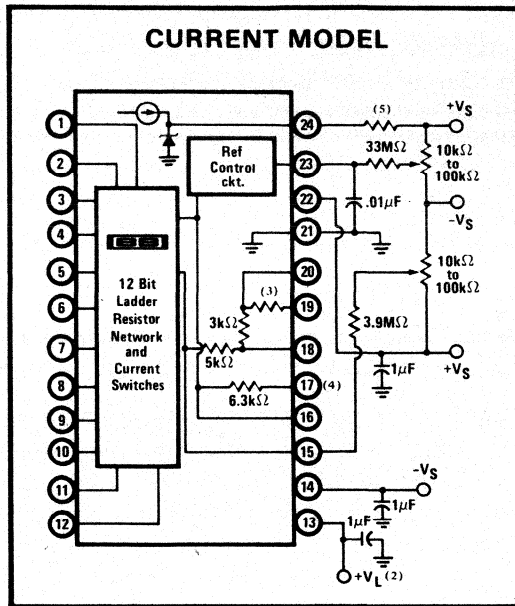 CURRENT MODEL
1
2
3
4
5
6
7
8
9
10
11
12
Ref
Control
ckt.
12 Bit
Ladder
Resistor
Network
and
Current
Switches
3kΩ
(3)
5kΩ
6.3kΩ
24
23
22
21
20
19
18
17 (4)
16
15
14
13
(5)
+VS
33MΩ
10kΩ
to
100kΩ
.01μF
-VS
10kΩ
to
100kΩ
3.9MΩ
1μF
+VS
-VS
1μF
1μF
+VL (2)